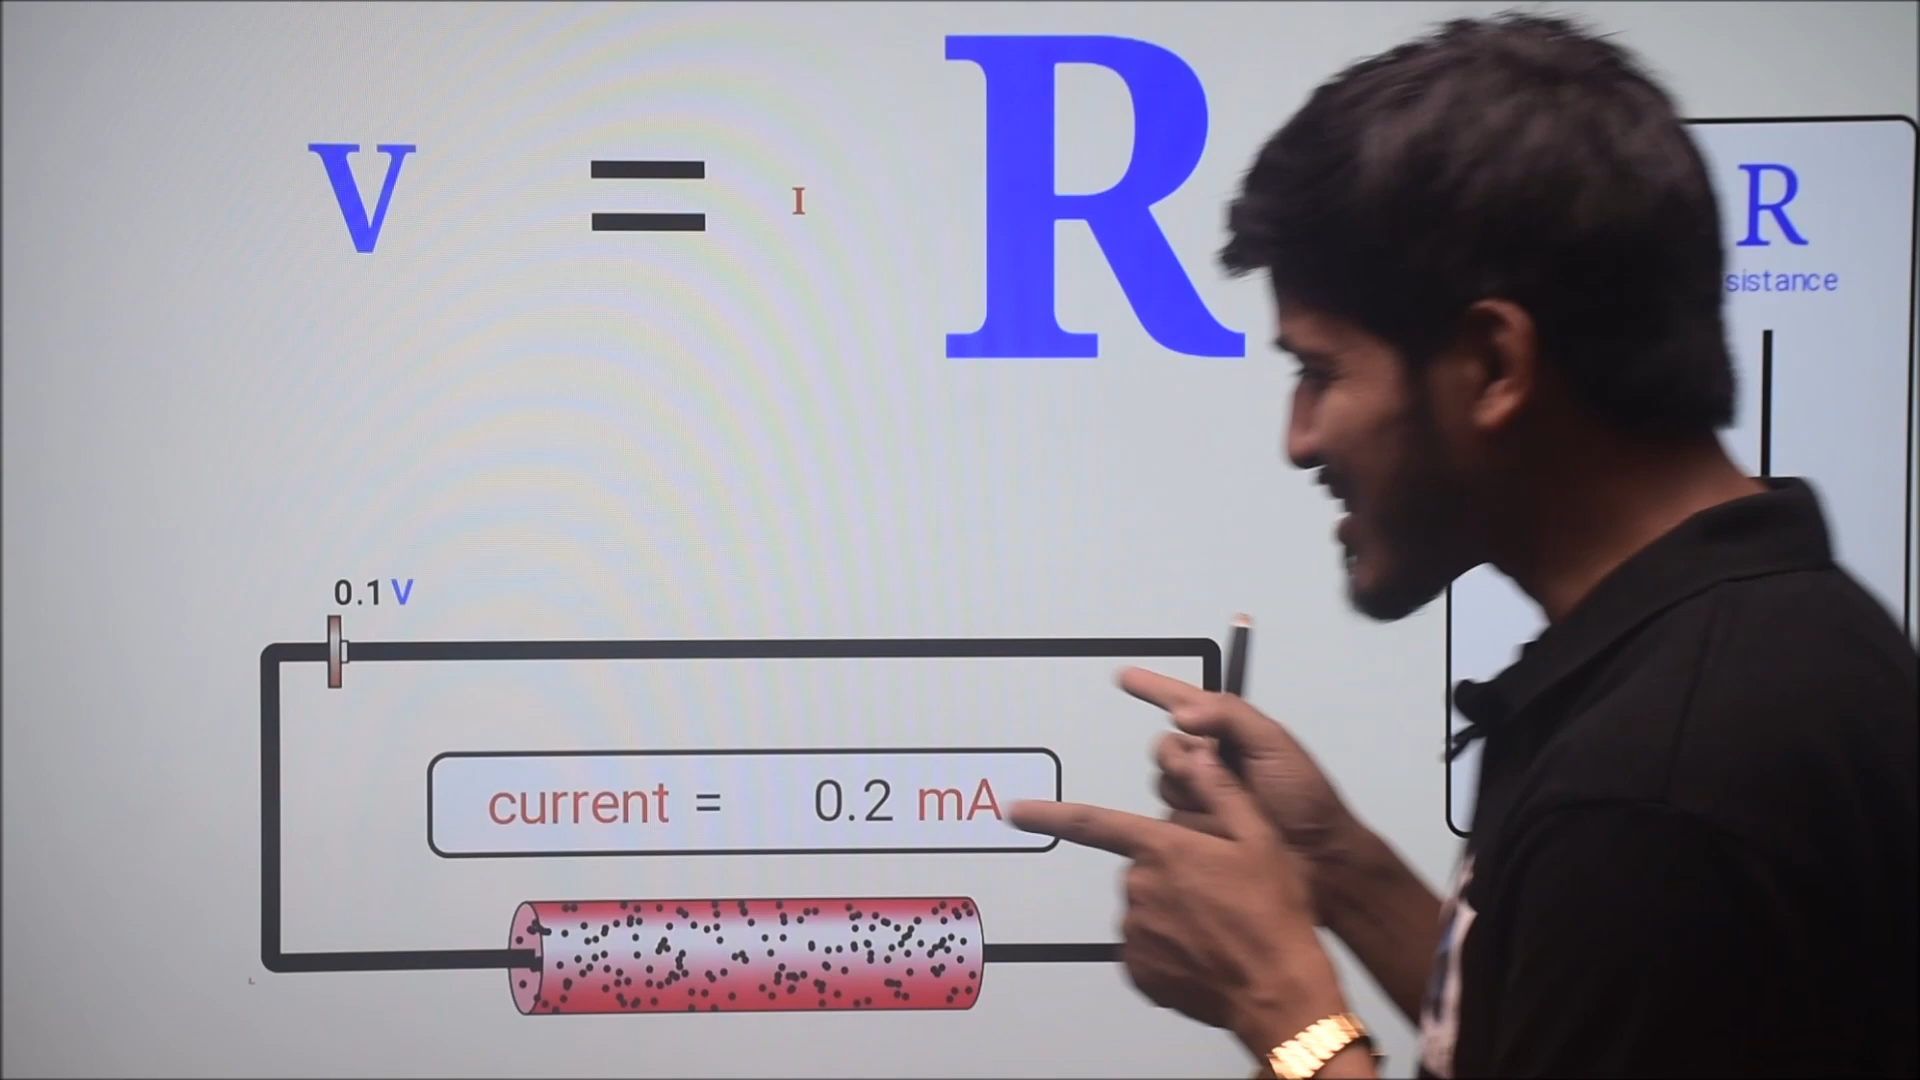 V = I R
R
sistance
0.1 V
current = 0.2 mA